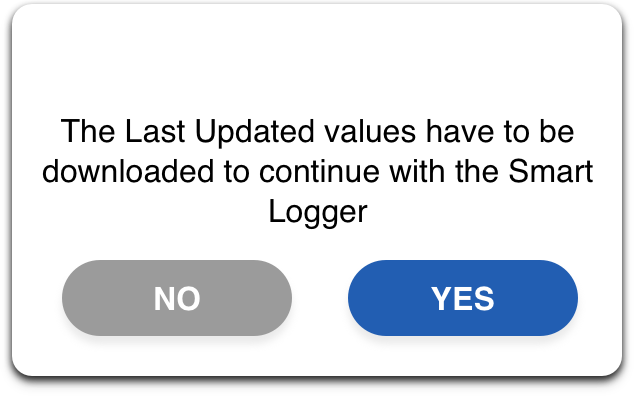 The Last Updated values have to be
downloaded to continue with the Smart
Logger
NO
YES